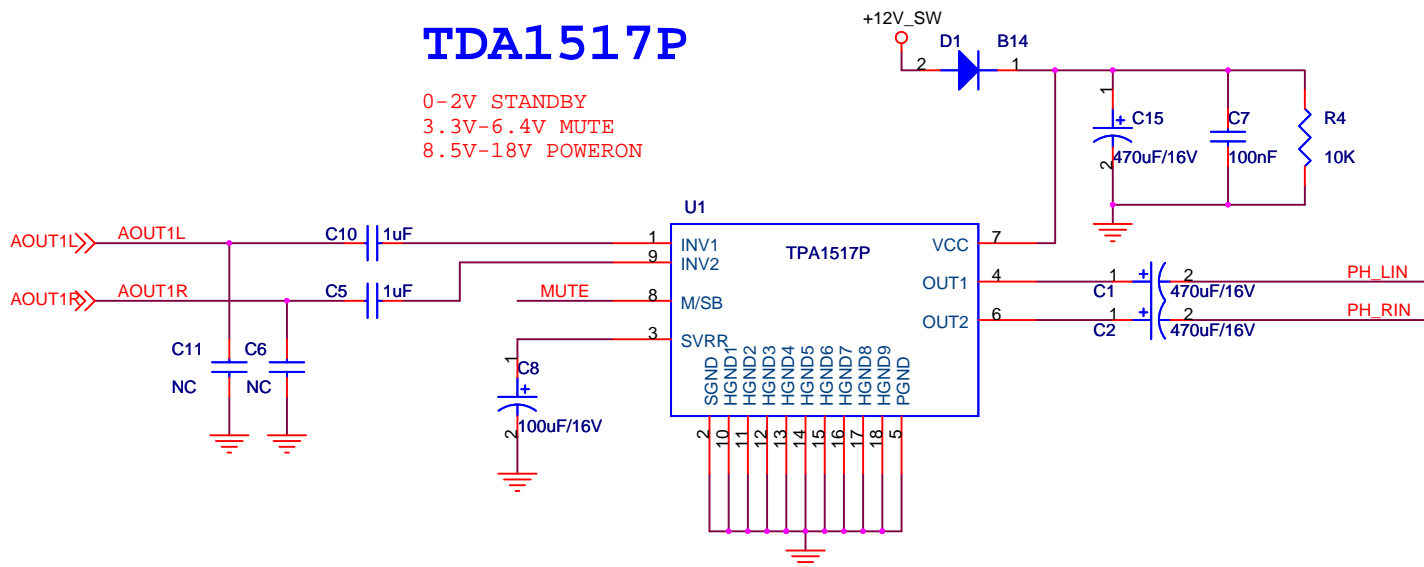 TDA1517P
0-2V STANDBY
3.3V-6.4V MUTE
8.5V-18V POWERON
+12V_SW
D1
B14
2
1
1
C15
470uF/16V
2
C7
100nF
R4
10K
U1
TPA1517P
AOUT1L
AOUT1L
C10
1uF
1
INV1
9
INV2
AOUT1R
AOUT1R
C5
1uF
MUTE
8
M/SB
3
SVRR
VCC
7
OUT1
4
1
C1
2
470uF/16V
PH_LIN
OUT2
6
1
C2
2
470uF/16V
PH_RIN
C11
NC
C6
NC
1
C8
100uF/16V
2
SGND
HGND1
HGND2
HGND3
HGND4
HGND5
HGND6
HGND7
HGND8
HGND9
PGND
2
10
11
12
13
14
15
16
17
18
5